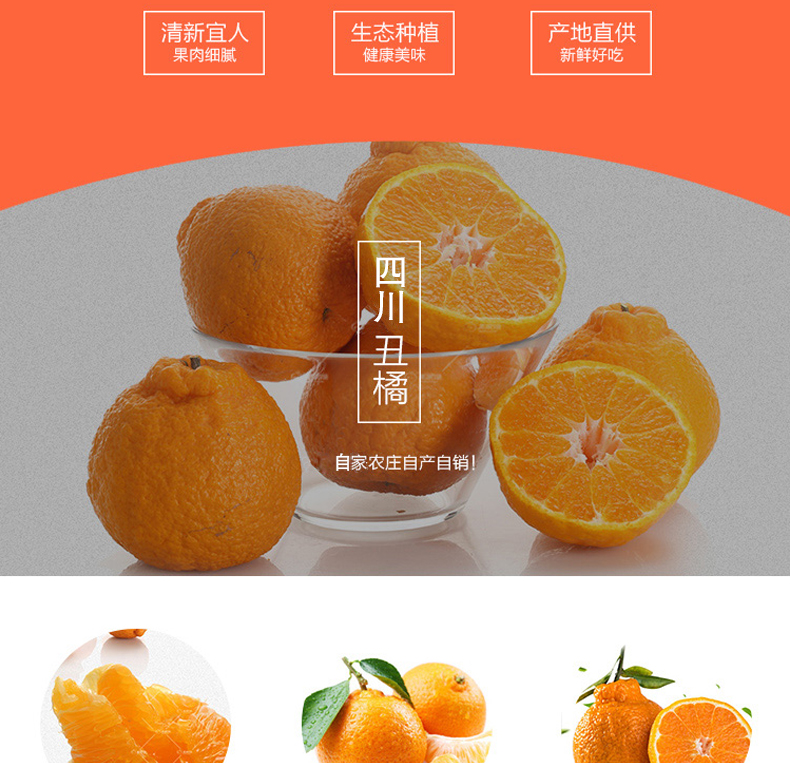 清新宜人
果肉细腻
生态种植
健康美味
产地直供
新鲜好吃
四川丑橘
自家农庄自产自销!